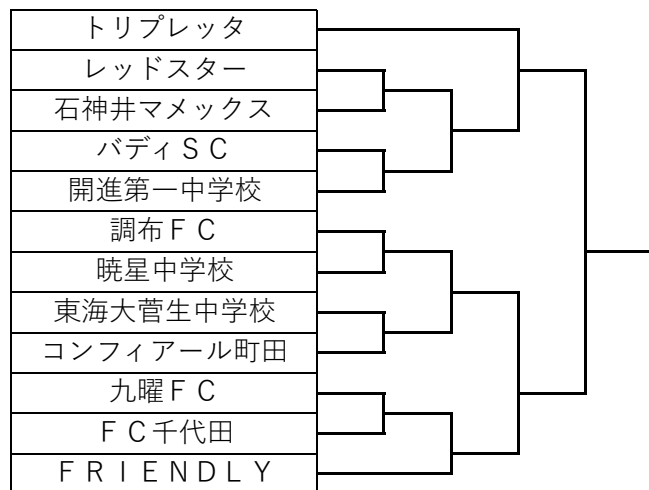 トリプレッタ
レッドスター
石神井マメックス
バディＳＣ
開進第一中学校
調布ＦＣ
暁星中学校
東海大菅生中学校
コンフィアール町田
九曜ＦＣ
ＦＣ千代田
ＦＲＩＥＮＤＬＹ